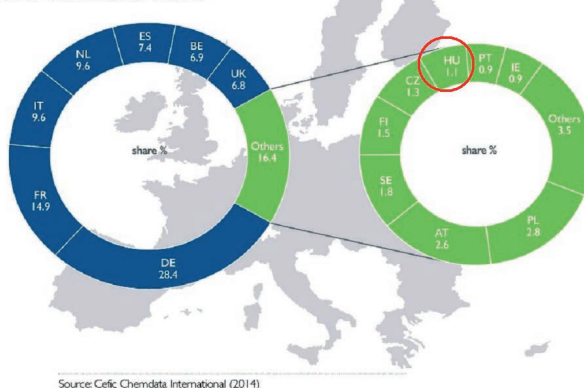 ES
7.4
BE
6.9
UK
6.8
NL
9.6
IT
9.6
FR
14.9
DE
28.4
Others
16.4
share %
HU
1.1
PT
0.9
IE
0.9
CZ
1.3
FI
1.5
SE
1.8
AT
2.6
PL
2.8
Others
3.5
share %
Source: Cefic Chemdata International (2014)